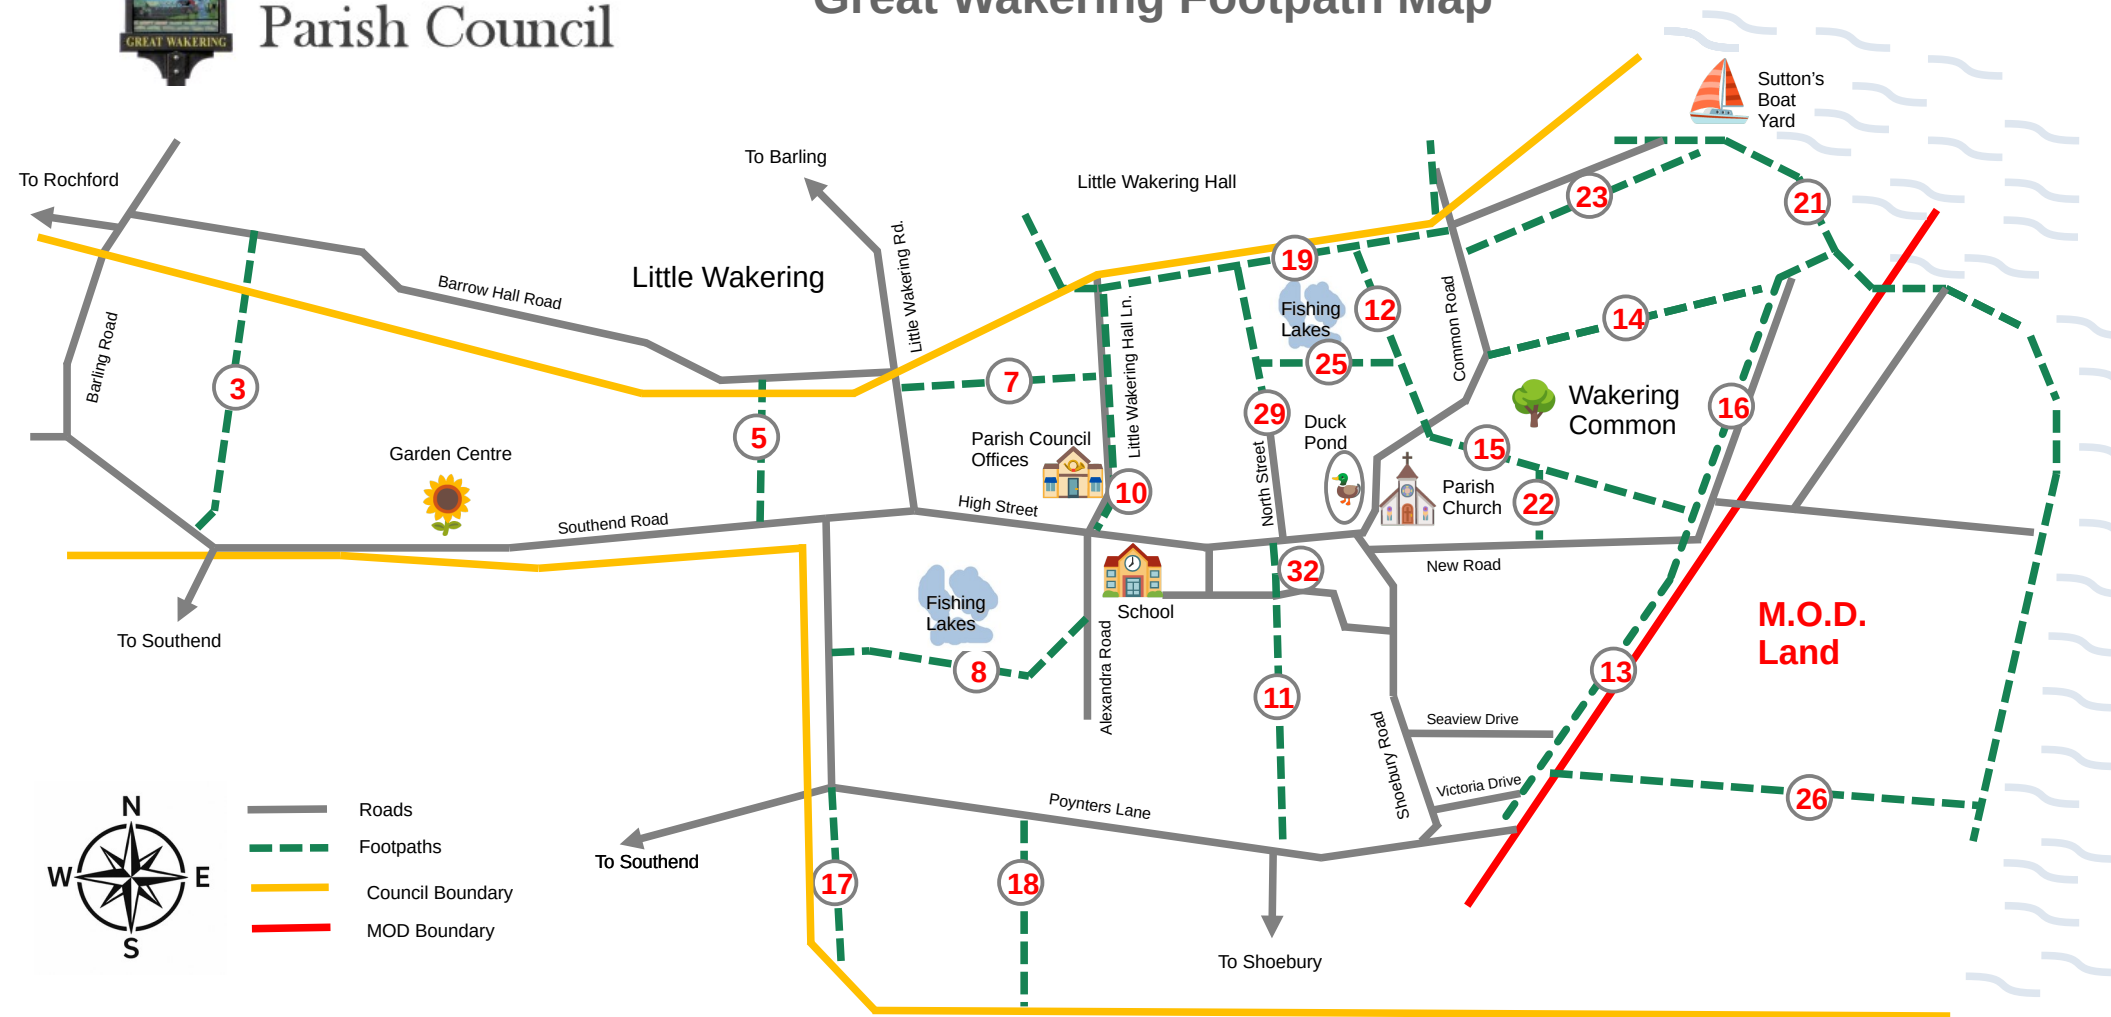 GREAT WAKERING
Parish Council
Great Wakering Footpath Map
Sutton's
Boat
Yard
To Rochford
To Barling
Little Wakering Hall
Little Wakering
Barrow Hall Road
Little Wakering Rd.
Barling Road
Little Wakering Hall Ln.
Common Road
Fishing
Lakes
Wakering
Common
Duck
Pond
Parish Council
Offices
Garden Centre
Southend Road
High Street
North Street
Parish
Church
New Road
School
Fishing
Lakes
Alexandra Road
To Southend
M.O.D.
Land
Shoebury Road
Seaview Drive
Victoria Drive
Poynters Lane
To Southend
To Shoebury
3
5
7
8
10
11
12
13
14
15
16
17
18
19
21
22
23
25
26
29
32
N
W
E
S
Roads
Footpaths
Council Boundary
MOD Boundary